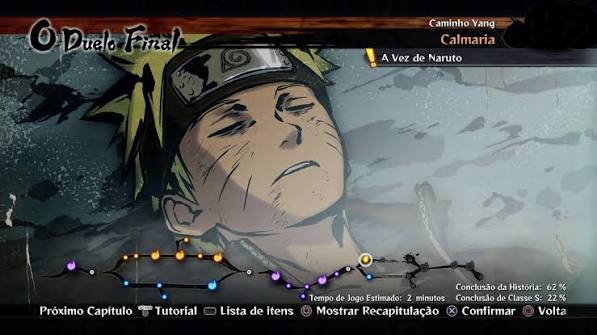 O Duelo Final
Caminho Yang
Calmaria
A Vez de Naruto
Conclusão da História: 62 %
Tempo de Jogo Estimado: 2 minutos Conclusão de Classe S: 22 %
Próximo Capítulo Tutorial Lista de itens Mostrar Recapitulação Confirmar Volta